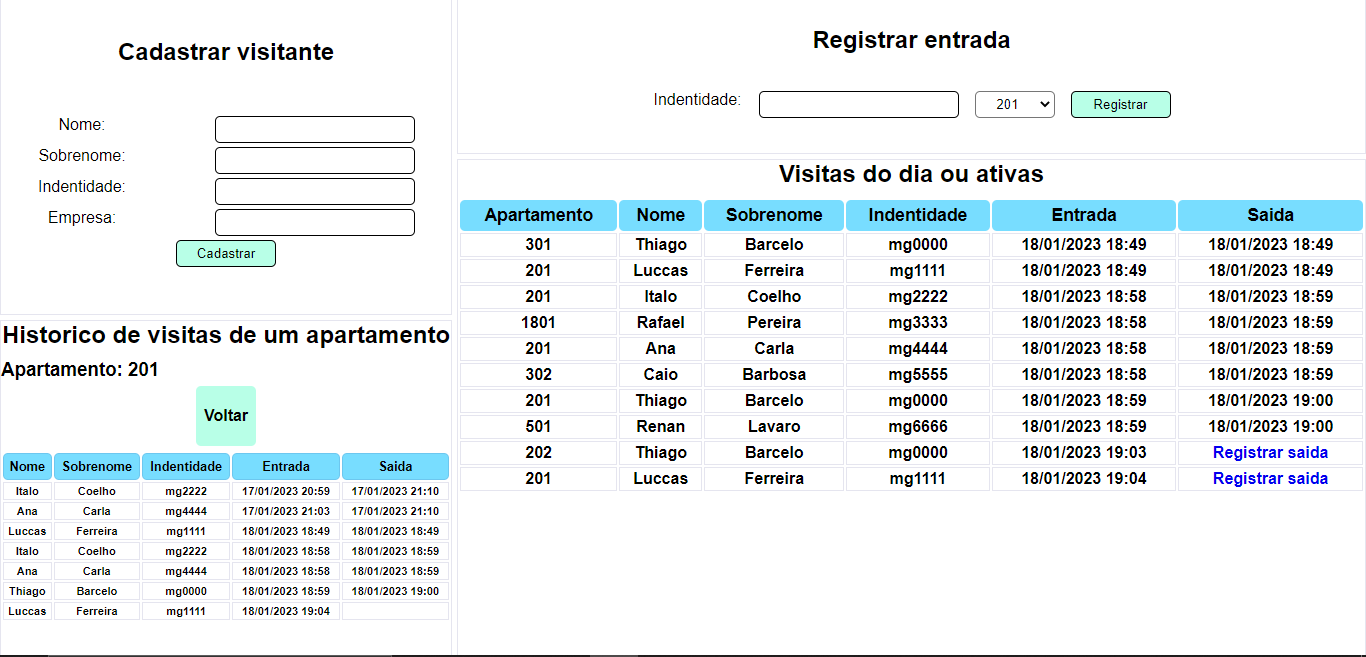 Cadastrar visitante
Nome:
Sobrenome:
Indentidade:
Empresa:
Cadastrar
Historico de visitas de um apartamento
Apartamento: 201
Voltar
Nome Sobrenome Indentidade Entrada Saida
Italo Coelho mg2222 17/01/2023 20:59 17/01/2023 21:10
Ana Carla mg4444 17/01/2023 21:03 17/01/2023 21:10
Luccas Ferreira mg1111 18/01/2023 18:49 18/01/2023 18:49
Italo Coelho mg2222 18/01/2023 18:58 18/01/2023 18:59
Ana Carla mg4444 18/01/2023 18:58 18/01/2023 18:59
Thiago Barcelo mg0000 18/01/2023 18:59 18/01/2023 19:00
Luccas Ferreira mg1111 18/01/2023 19:04
Registrar entrada
Indentidade: 201 Registrar
Visitas do dia ou ativas
Apartamento Nome Sobrenome Indentidade Entrada Saida
301 Thiago Barcelo mg0000 18/01/2023 18:49 18/01/2023 18:49
201 Luccas Ferreira mg1111 18/01/2023 18:49 18/01/2023 18:49
201 Italo Coelho mg2222 18/01/2023 18:58 18/01/2023 18:59
1801 Rafael Pereira mg3333 18/01/2023 18:58 18/01/2023 18:59
201 Ana Carla mg4444 18/01/2023 18:58 18/01/2023 18:59
302 Caio Barbosa mg5555 18/01/2023 18:58 18/01/2023 18:59
201 Thiago Barcelo mg0000 18/01/2023 18:59 18/01/2023 19:00
501 Renan Lavaro mg6666 18/01/2023 18:59 18/01/2023 19:00
202 Thiago Barcelo mg0000 18/01/2023 19:03 Registrar saida
201 Luccas Ferreira mg1111 18/01/2023 19:04 Registrar saida